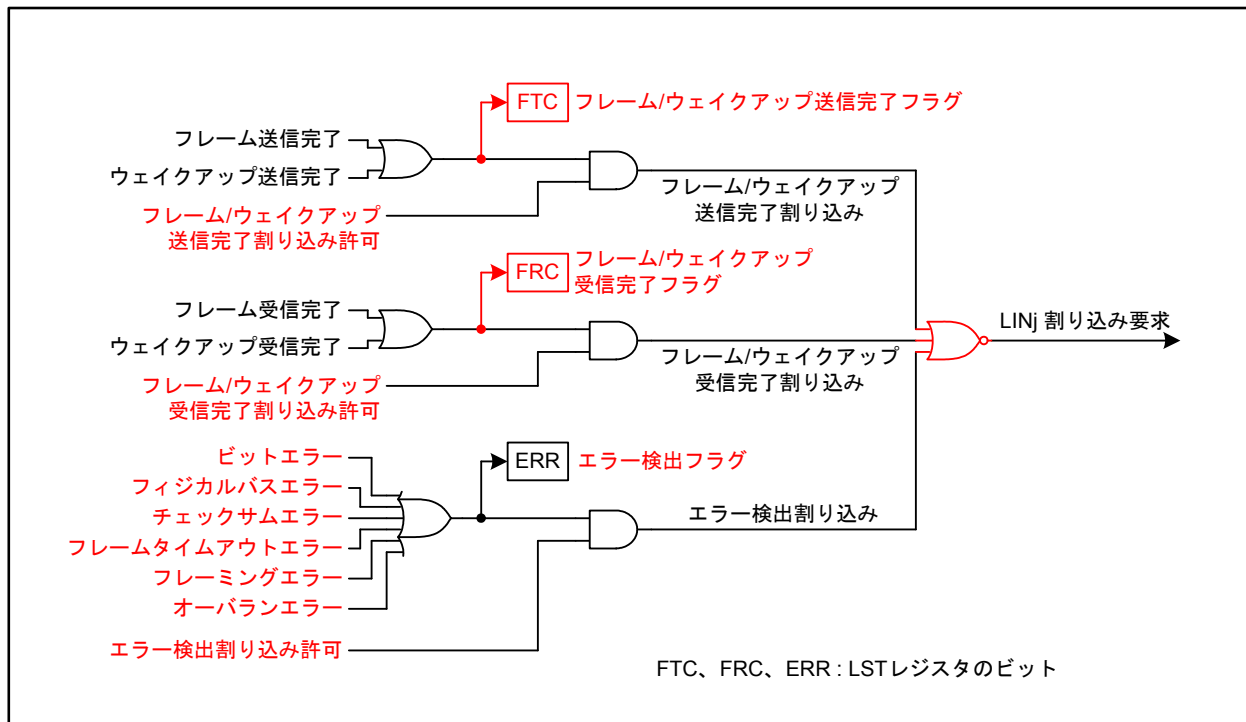 FTC
フレーム/ウェイクアップ送信完了フラグ
フレーム送信完了
ウェイクアップ送信完了
フレーム/ウェイクアップ
送信完了割り込み許可
フレーム/ウェイクアップ
送信完了割り込み
FRC
フレーム/ウェイクアップ
受信完了フラグ
フレーム受信完了
ウェイクアップ受信完了
フレーム/ウェイクアップ
受信完了割り込み許可
フレーム/ウェイクアップ
受信完了割り込み
LINj 割り込み要求
ERR
エラー検出フラグ
ビットエラー
フィジカルバスエラー
チェックサムエラー
フレームタイムアウトエラー
フレーミングエラー
オーバランエラー
エラー検出割り込み許可
エラー検出割り込み
FTC、FRC、ERR : LSTレジスタのビット